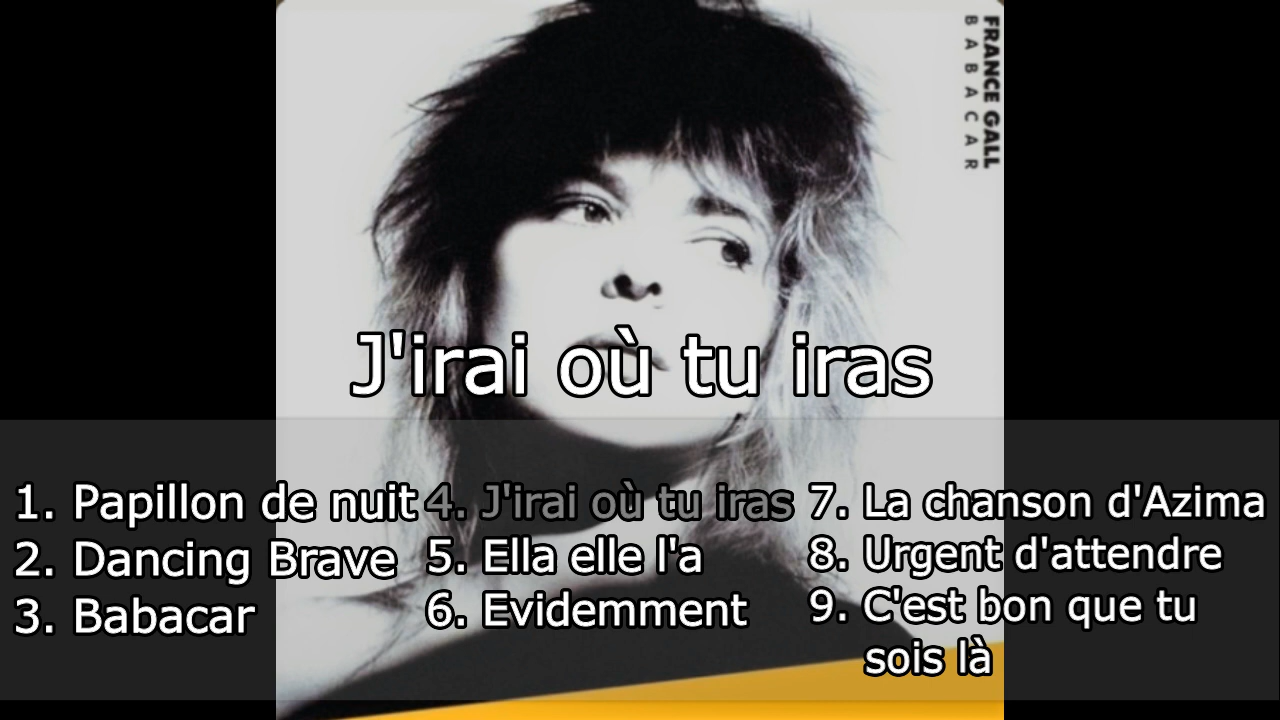 FRANCE GALL
BABACAR
J'irai où tu iras
1. Papillon de nuit
2. Dancing Brave
3. Babacar
4. J'irai où tu iras
5. Ella elle l'a
6. Evidemment
7. La chanson d'Azima
8. Urgent d'attendre
9. C'est bon que tu
sois là